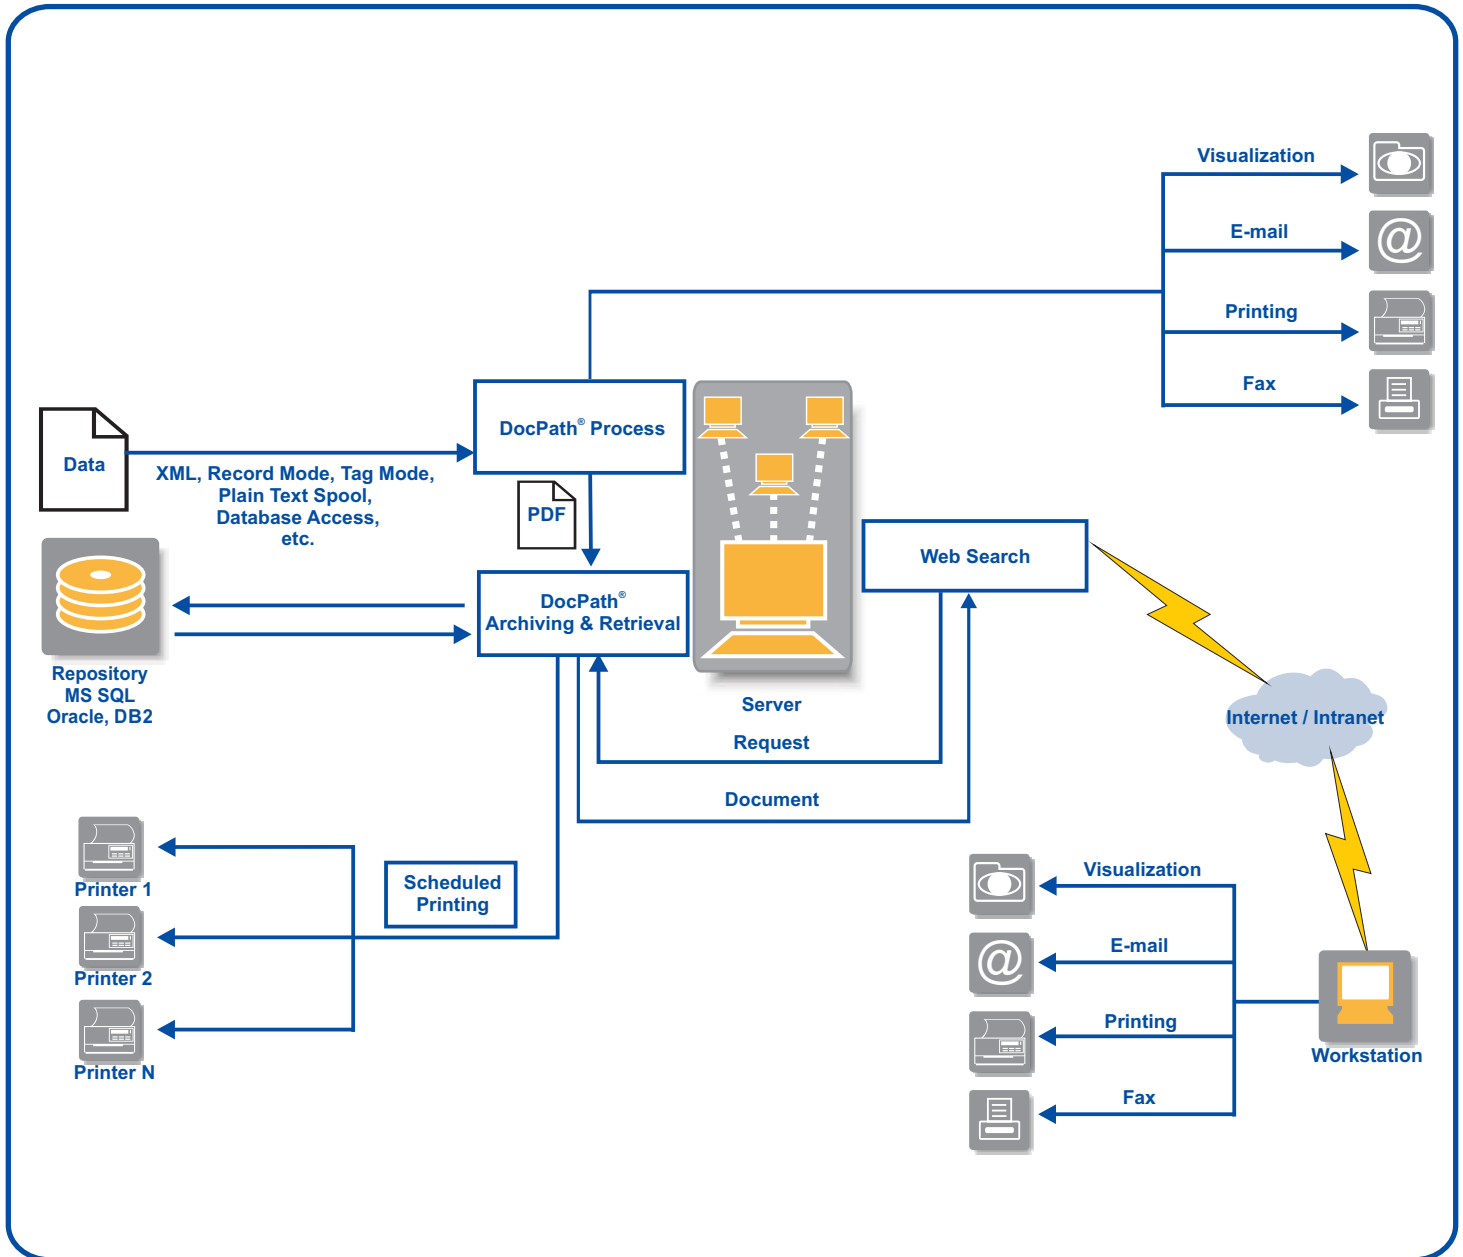 Visualization
E-mail
Printing
Fax
Data
XML, Record Mode, Tag Mode,
Plain Text Spool,
Database Access,
etc.
DocPath® Process
PDF
DocPath®
Archiving & Retrieval
Web Search
Repository
MS SQL
Oracle, DB2
Server
Request
Document
Internet / Intranet
Printer 1
Printer 2
Printer N
Scheduled
Printing
Visualization
@
E-mail
@
Printing
Fax
Workstation